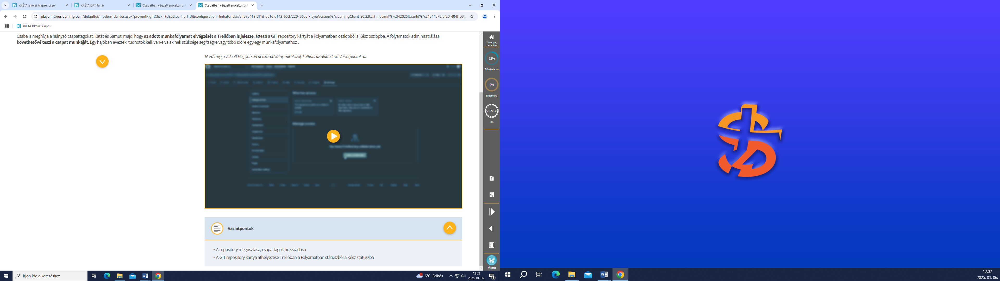 KRÉTA Iskolai Alaprendszer
KRÉTA DKT Tanár
Csapatban végzett projektmun
Csapatban végzett projektmun
player.nexiuslearning.com/defaultui/modern-deliver.aspx?preventRightClick=False&cc=hu-HU&configuration=InitiatorId%7cff375419-3f1d-8c1c-d142-65d7220486a0!PlayerVersion%7clearningClient-20.2.8.2!TimeLimit%7c342025!UserId%7c31311c78-af20-484f-b8...
KRÉTA Iskolai Alapr...
Csaba is meghívja a hiányzó csapattagokat, Katát és Samut, majd, hogy az adott munkafolyamat elvégzését a Trellóban is jelezze, átteszi a GIT repository kártyát a Folyamatban oszlopból a Kész oszlopba. A folyamatok adminisztrálása
követhetővé teszi a csapat munkáját. Egy hajóban eveztek: tudnotok kell, van-e valakinek szüksége segítségre vagy több időre egy-egy munkafolyamathoz .
Nézd meg a videót! Ha gyorsan át akarod látni, miről szól, kattints az alatta lévő Vázlatpontokra.
Vázlatpontok
• A repository megosztása, csapattagok hozzáadása
• A GIT repository kártya áthelyezése Trellóban a Folyamatban státuszból a Kész státuszba
Tananyag
bezárása
23%
Előrehaladás
0%
Eredmény
5699:36
Idő
Menü
Írjon ide a kereséshez
6°C Felhős
12:02
2025. 01. 06.
1
12:02
2025. 01. 06.